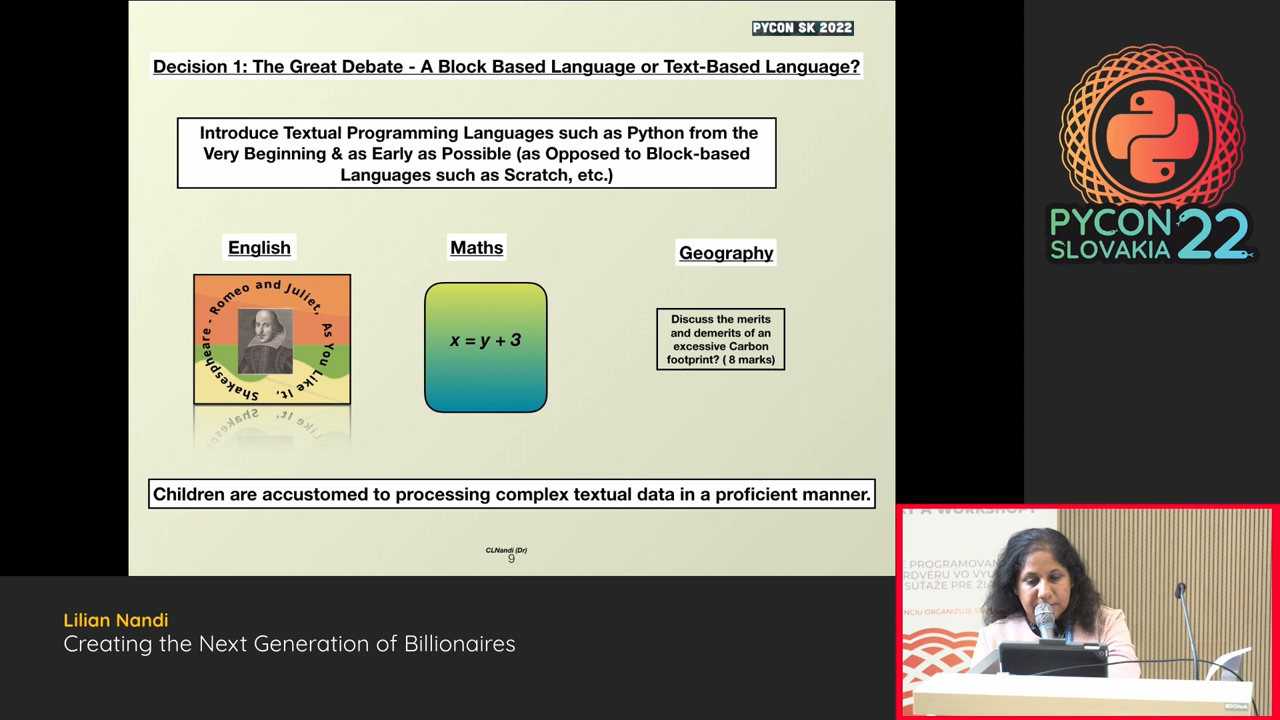 PYCON SK 2022
Decision 1: The Great Debate - A Block Based Language or Text-Based Language?
Introduce Textual Programming Languages such as Python from the
Very Beginning & as Early as Possible (as Opposed to Block-based
Languages such as Scratch, etc.)
English
Maths
Geography
Shakespheare - Romeo and Juliet, As You Like It,
x = y + 3
Discuss the merits
and demerits of an
excessive Carbon
footprint? ( 8 marks)
Children are accustomed to processing complex textual data in a proficient manner.
CLNandi (Dr)
9
PYCON
SLOVAKIA
22
Lilian Nandi
Creating the Next Generation of Billionaires
A WORKSHOPY
PROGRAMOVAN